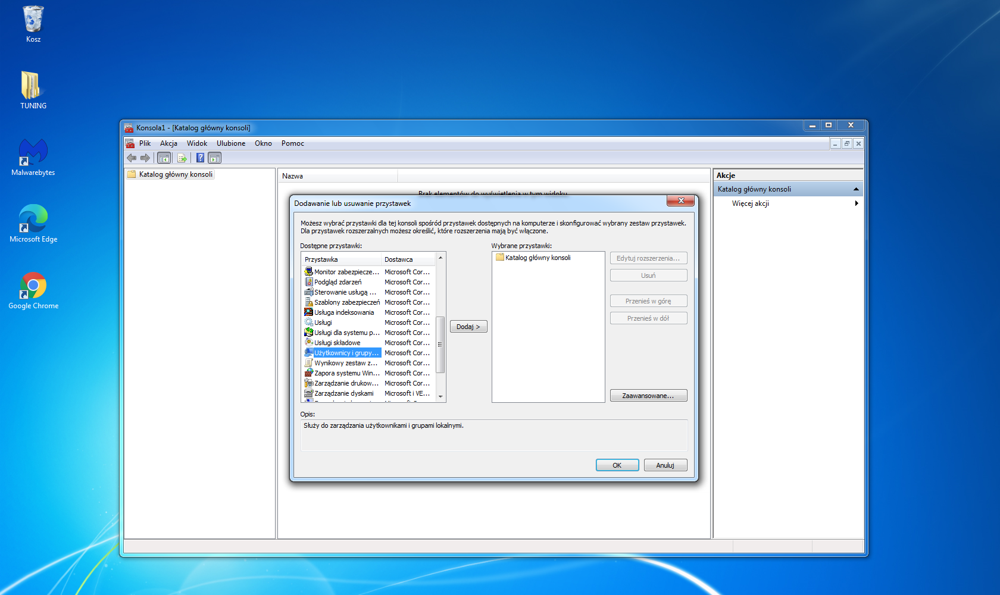 Kosz
TUNING
Malwarebytes
Microsoft Edge
Google Chrome
Konsola1 - [Katalog główny konsoli]
Plik Akcja Widok Ulubione Okno Pomoc
Katalog główny konsoli
Nazwa
Brak elementów do wyświetlenia w tym widoku.
Akcje
Katalog główny konsoli
Więcej akcji
Dodawanie lub usuwanie przystawek
Możesz wybrać przystawki dla tej konsoli spośród przystawek dostępnych na komputerze i skonfigurować wybrany zestaw przystawek.
Dla przystawek rozszerzalnych możesz określić, które rozszerzenia mają być włączone.
Dostępne przystawki:
Przystawka Dostawca
Monitor zabezpiecze... Microsoft Cor...
Podgląd zdarzeń Microsoft Cor...
Sterowanie usługą ... Microsoft Cor...
Szablony zabezpieczeń Microsoft Cor...
Usługa indeksowania Microsoft Cor...
Usługi Microsoft Cor...
Usługi dla systemu p... Microsoft Cor...
Usługi składowe Microsoft Cor...
Użytkownicy i grupy... Microsoft Cor...
Wynikowy zestaw z... Microsoft Cor...
Zapora systemu Win... Microsoft Cor...
Zarządzanie drukow... Microsoft Cor...
Zarządzanie dyskami Microsoft i VE...
Dodaj >
Wybrane przystawki:
Katalog główny konsoli
Edytuj rozszerzenia...
Usuń
Przenieś w górę
Przenieś w dół
Zaawansowane...
Opis:
Służy do zarządzania użytkownikami i grupami lokalnymi.
OK
Anuluj